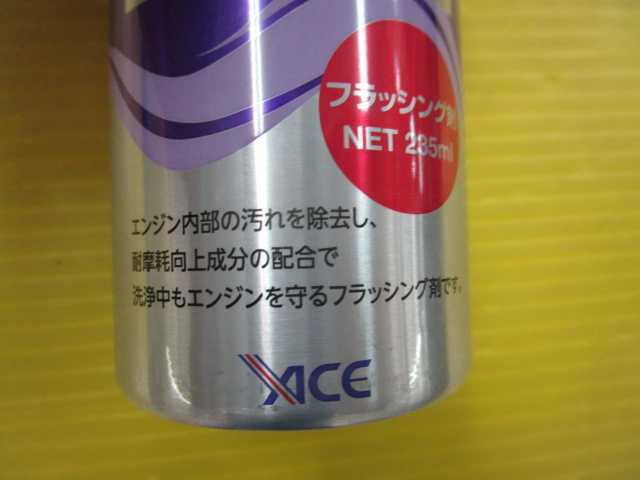 フラッシング剤
NET 235ml
エンジン内部の汚れを除去し、
耐摩耗向上成分の配合で
洗浄中もエンジンを守るフラッシング剤です。
YACE